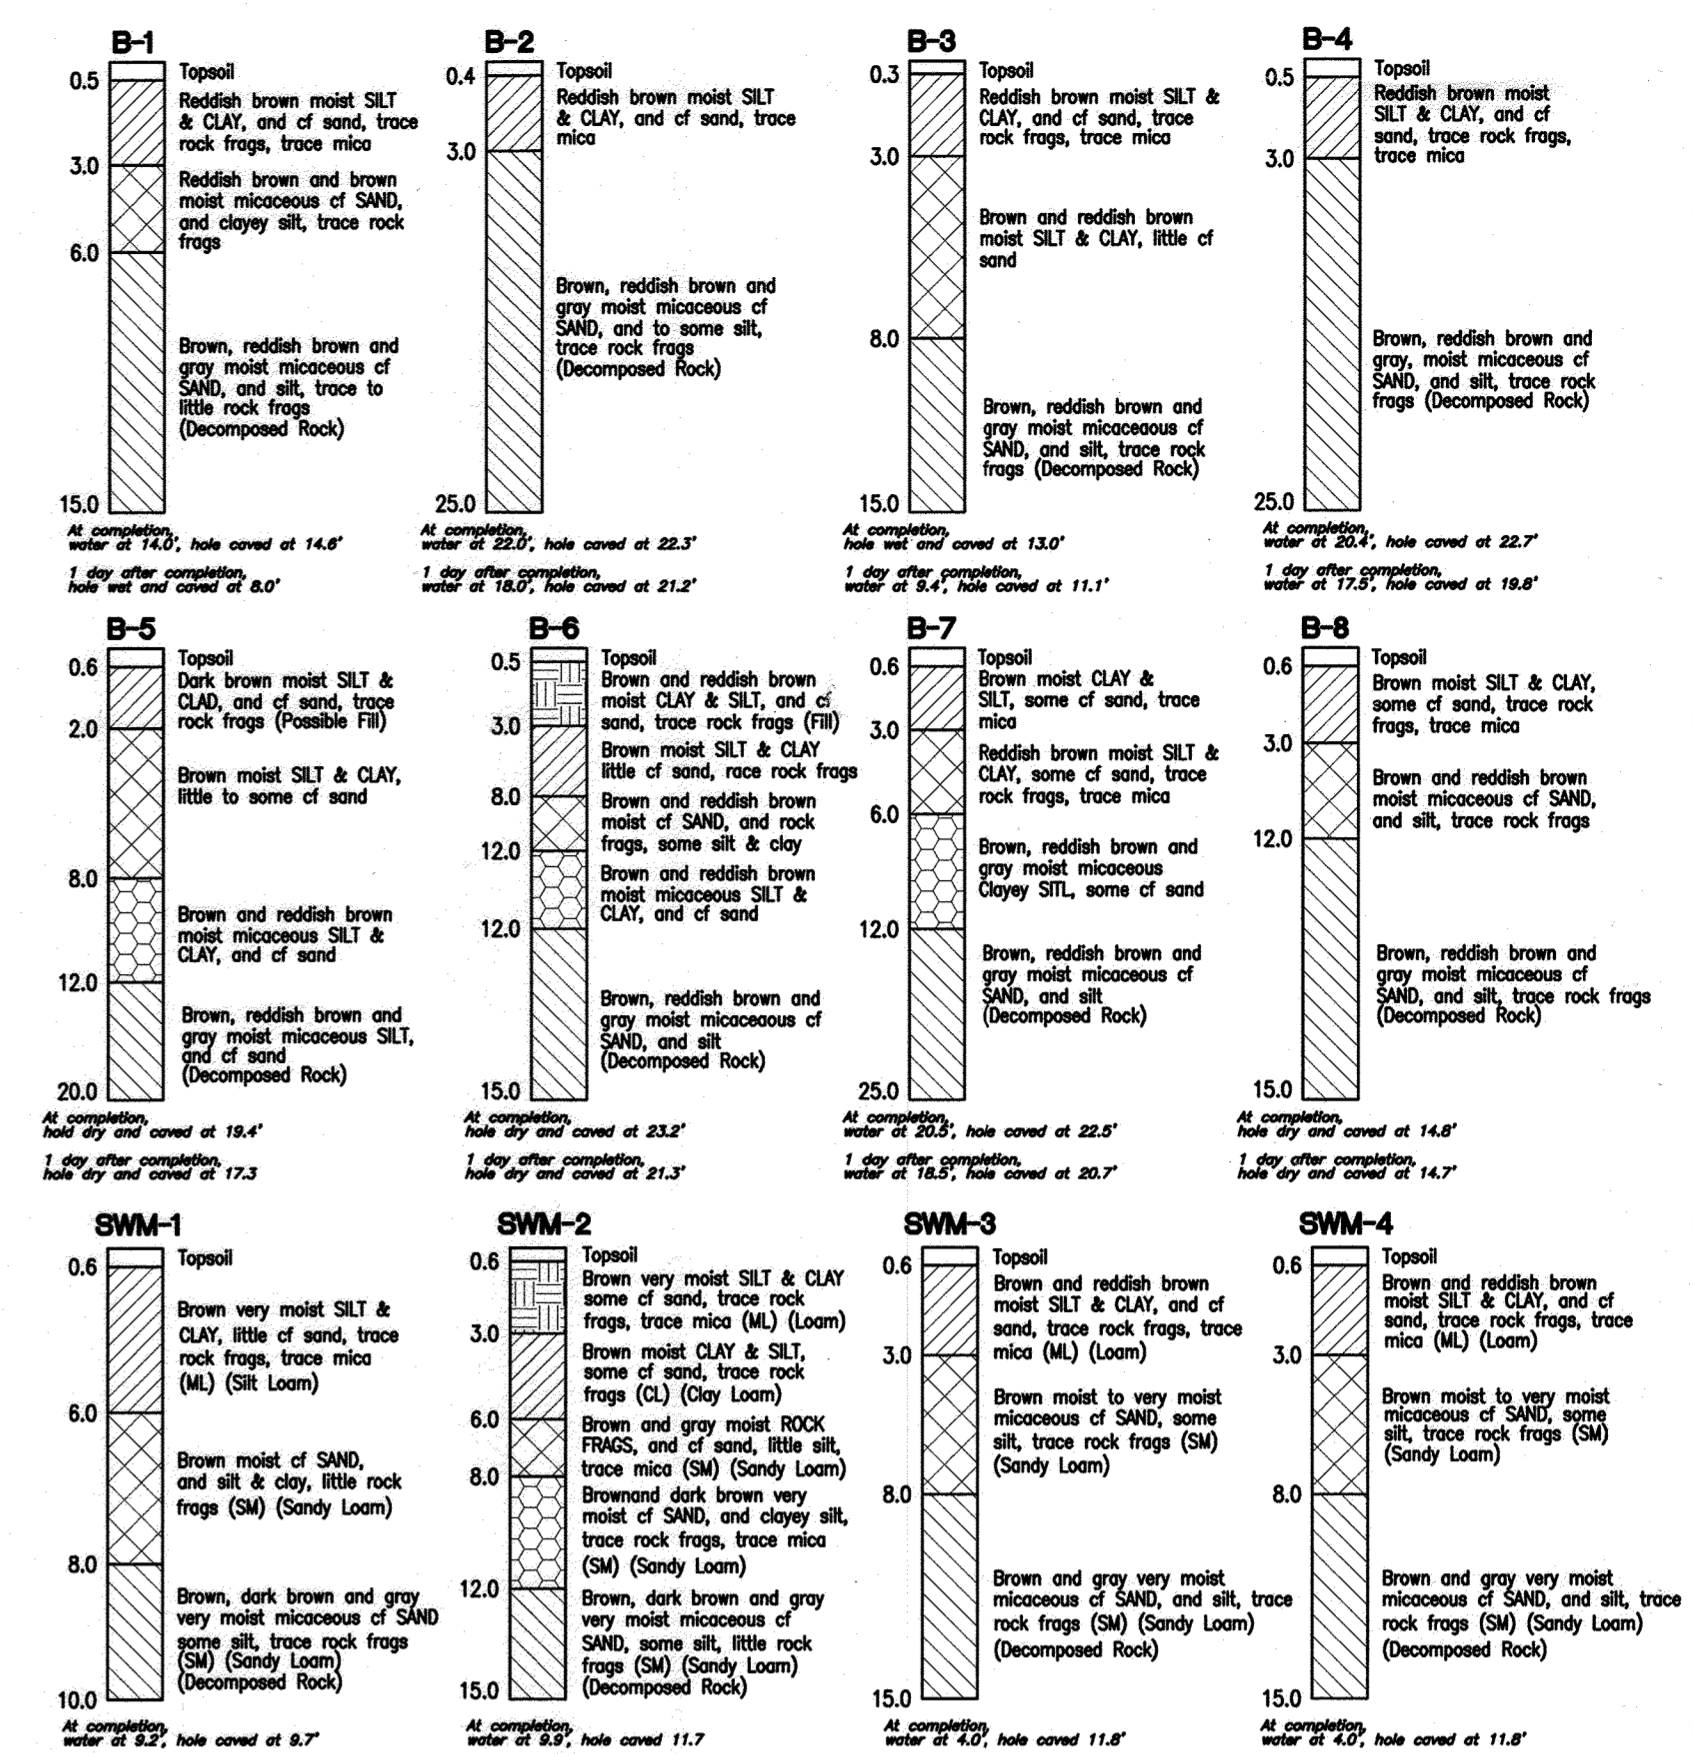 B-1
0.5
Topsoil
Reddish brown moist SILT
& CLAY, and cf sand, trace
rock frags, trace mica
3.0
Reddish brown and brown
moist micaceous cf SAND,
and clayey silt, trace rock
frags
6.0
Brown, reddish brown and
gray moist micaceous cf
SAND, and silt, trace to
little rock frags
(Decomposed Rock)
15.0
At completion,
water at 14.0', hole caved at 14.6'
1 day after completion,
hole wet and caved at 8.0'
B-2
0.4
Topsoil
Reddish brown moist SILT
& CLAY, and cf sand, trace
mica
3.0
Brown, reddish brown and
gray moist micaceous cf
SAND, and to some silt,
trace rock frags
(Decomposed Rock)
25.0
At completion,
water at 22.0', hole caved at 22.3'
1 day after completion,
water at 18.0', hole caved at 21.2'
B-3
0.3
Topsoil
Reddish brown moist SILT &
CLAY, and cf sand, trace
rock frags, trace mica
3.0
Brown and reddish brown
moist SILT & CLAY, little cf
sand
8.0
Brown, reddish brown and
gray moist micaceaous cf
SAND, and silt, trace rock
frags (Decomposed Rock)
15.0
At completion,
hole wet and caved at 13.0'
1 day after completion,
water at 9.4', hole caved at 11.1'
B-4
0.5
Topsoil
Reddish brown moist
SILT & CLAY, and cf
sand, trace rock frags,
trace mica
3.0
Brown, reddish brown and
gray, moist micaceous cf
SAND, and silt, trace rock
frags (Decomposed Rock)
25.0
At completion,
water at 20.4', hole caved at 22.7'
1 day after completion,
water at 17.5', hole caved at 19.8'
B-5
0.6
Topsoil
Dark brown moist SILT &
CLAD, and cf sand, trace
rock frags (Possible Fill)
2.0
Brown moist SILT & CLAY,
little to some cf sand
8.0
Brown and reddish brown
moist micaceous SILT &
CLAY, and cf sand
12.0
Brown, reddish brown and
gray moist micaceous SILT,
and cf sand
(Decomposed Rock)
20.0
At completion,
hold dry and caved at 19.4'
1 day after completion,
hole dry and caved at 17.3
B-6
0.5
Topsoil
Brown and reddish brown
moist CLAY & SILT, and cf
sand, trace rock frags (Fill)
3.0
Brown moist SILT & CLAY
little cf sand, race rock frags
8.0
Brown and reddish brown
moist cf SAND, and rock
frags, some silt & clay
12.0
Brown and reddish brown
moist micaceous SILT &
CLAY, and cf sand
12.0
Brown, reddish brown and
gray moist micaceaous cf
SAND, and silt
(Decomposed Rock)
15.0
At completion,
hole dry and caved at 23.2'
1 day after completion,
hole dry and caved at 21.3'
B-7
0.6
Topsoil
Brown moist CLAY &
SILT, some cf sand, trace
mica
3.0
Reddish brown moist SILT &
CLAY, some cf sand, trace
rock frags, trace mica
6.0
Brown, reddish brown and
gray moist micaceous
Clayey SITL, some cf sand
12.0
Brown, reddish brown and
gray moist micaceous cf
SAND, and silt
(Decomposed Rock)
25.0
At completion,
water at 20.5', hole caved at 22.5'
1 day after completion,
water at 18.5', hole caved at 20.7'
B-8
0.6
Topsoil
Brown moist SILT & CLAY,
some cf sand, trace rock
frags, trace mica
3.0
Brown and reddish brown
moist micaceous cf SAND,
and silt, trace rock frags
12.0
Brown, reddish brown and
gray moist micaceous cf
SAND, and silt, trace rock frags
(Decomposed Rock)
15.0
At completion,
hole dry and caved at 14.8'
1 day after completion,
hole dry and caved at 14.7'
SWM-1
0.6
Topsoil
Brown very moist SILT &
CLAY, little cf sand, trace
rock frags, trace mica
(ML) (Silt Loam)
6.0
Brown moist cf SAND,
and silt & clay, little rock
frags (SM) (Sandy Loam)
8.0
Brown, dark brown and gray
very moist micaceous cf SAND
some silt, trace rock frags
(SM) (Sandy Loam)
(Decomposed Rock)
10.0
At completion,
water at 9.2', hole caved at 9.7'
SWM-2
0.6
Topsoil
Brown very moist SILT & CLAY
some cf sand, trace rock
frags, trace mica (ML) (Loam)
3.0
Brown moist CLAY & SILT,
some cf sand, trace rock
frags (CL) (Clay Loam)
6.0
Brown and gray moist ROCK
FRAGS, and cf sand, little silt,
trace mica (SM) (Sandy Loam)
8.0
Brownand dark brown very
moist cf SAND, and clayey silt,
trace rock frags, trace mica
(SM) (Sandy Loam)
12.0
Brown, dark brown and gray
very moist micaceous cf
SAND, some silt, little rock
frags (SM) (Sandy Loam)
(Decomposed Rock)
15.0
At completion,
water at 9.9', hole caved 11.7
SWM-3
0.6
Topsoil
Brown and reddish brown
moist SILT & CLAY, and cf
sand, trace rock frags, trace
mica (ML) (Loam)
3.0
Brown moist to very moist
micaceous cf SAND, some
silt, trace rock frags (SM)
(Sandy Loam)
8.0
Brown and gray very moist
micaceous cf SAND, and silt, trace
rock frags (SM) (Sandy Loam)
(Decomposed Rock)
15.0
At completion,
water at 4.0', hole caved 11.8'
SWM-4
0.6
Topsoil
Brown and reddish brown
moist SILT & CLAY, and cf
sand, trace rock frags, trace
mica (ML) (Loam)
3.0
Brown moist to very moist
micaceous cf SAND, some
silt, trace rock frags (SM)
(Sandy Loam)
8.0
Brown and gray very moist
micaceous cf SAND, and silt, trace
rock frags (SM) (Sandy Loam)
(Decomposed Rock)
15.0
At completion,
water at 4.0', hole caved at 11.8'